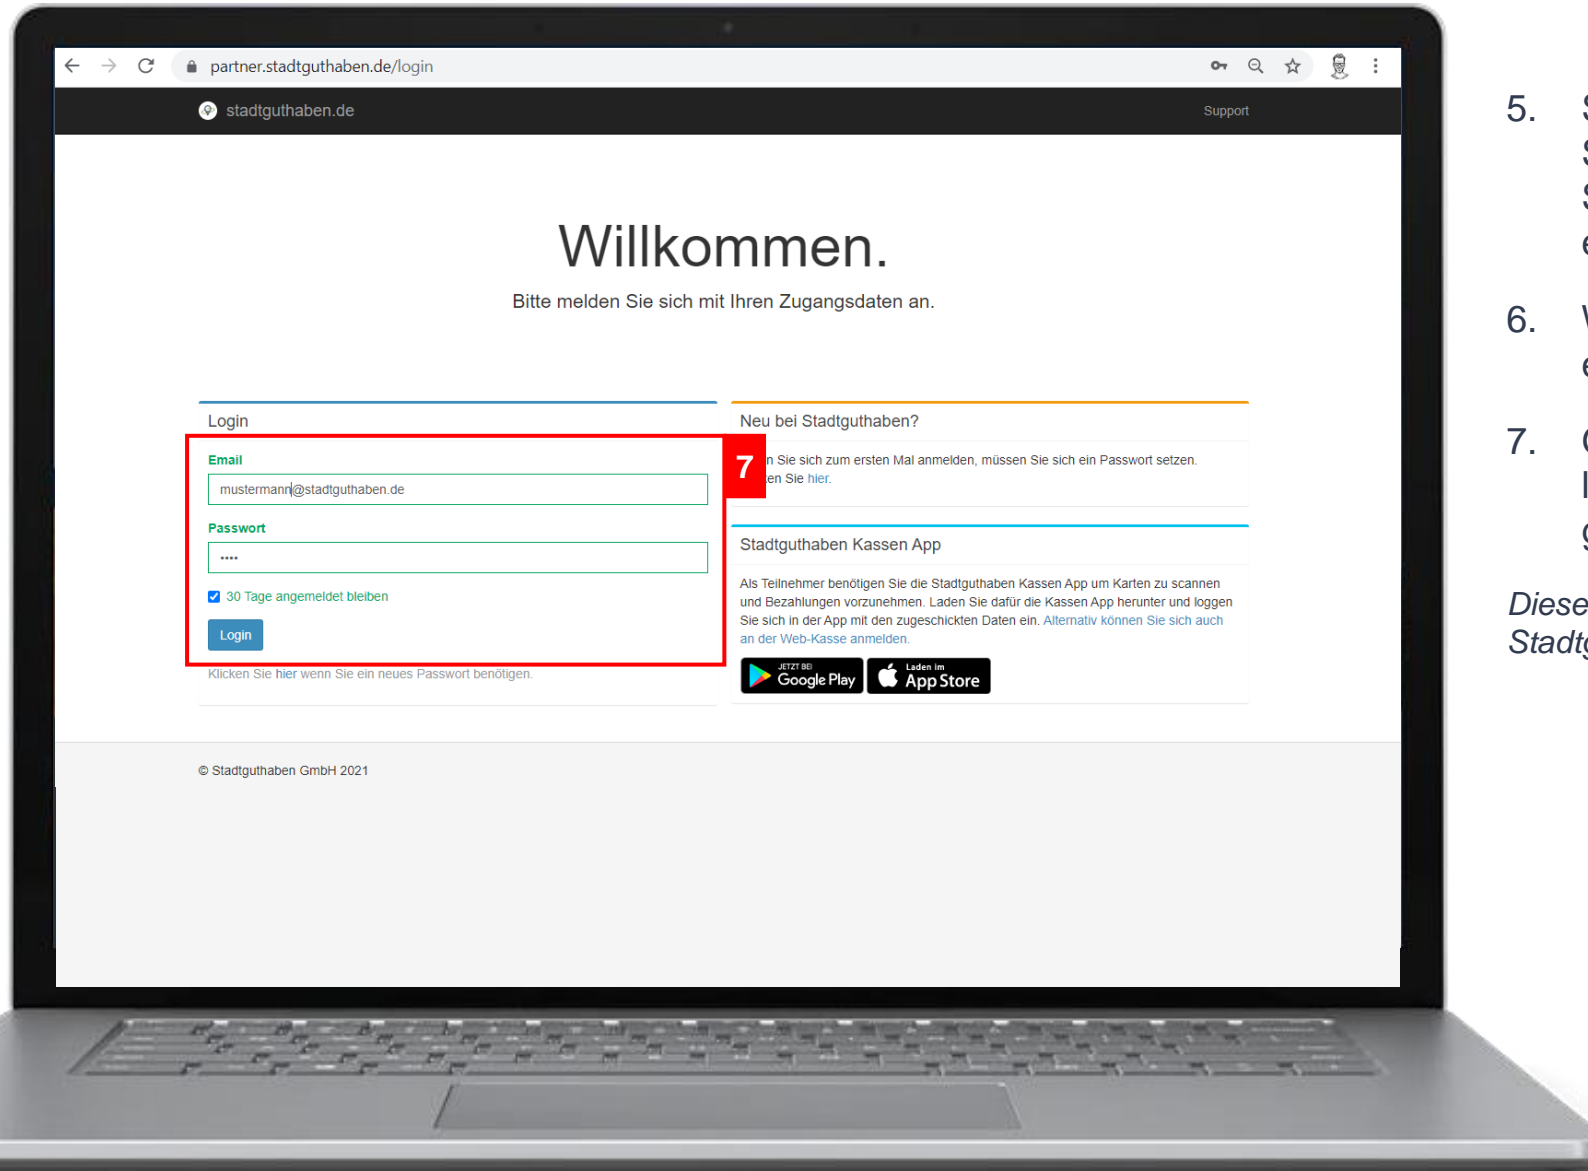 partner.stadtguthaben.de/login
stadtguthaben.de
Support
Willkommen.
Bitte melden Sie sich mit Ihren Zugangsdaten an.
Login
Email
mustermann@stadtguthaben.de
Passwort
30 Tage angemeldet bleiben
Login
Klicken Sie hier wenn Sie ein neues Passwort benötigen.
7
Neu bei Stadtguthaben?
Sie sich zum ersten Mal anmelden, müssen Sie sich ein Passwort setzen.
Sie hier.
Stadtguthaben Kassen App
Als Teilnehmer benötigen Sie die Stadtguthaben Kassen App um Karten zu scannen
und Bezahlungen vorzunehmen. Laden Sie dafür die Kassen App herunter und loggen
Sie sich in der App mit den zugeschickten Daten ein. Alternativ können Sie sich auch
an der Web-Kasse anmelden.
JETZT BEI
Google Play
Laden im
App Store
© Stadtguthaben GmbH 2021
5.
6.
7.
Diese